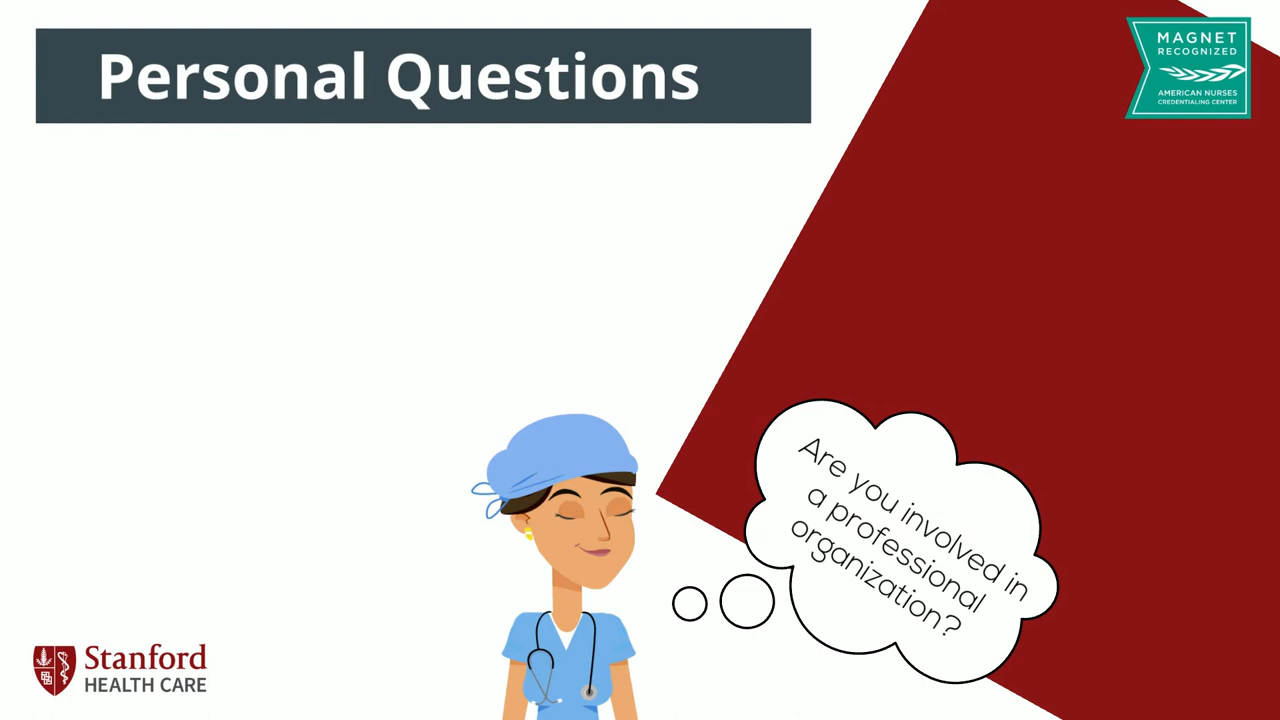 Personal Questions
MAGNET
RECOGNIZED
AMERICAN NURSES
CREDENTIALING CENTER
Are you involved in
a professional
organization?
Stanford
HEALTH CARE